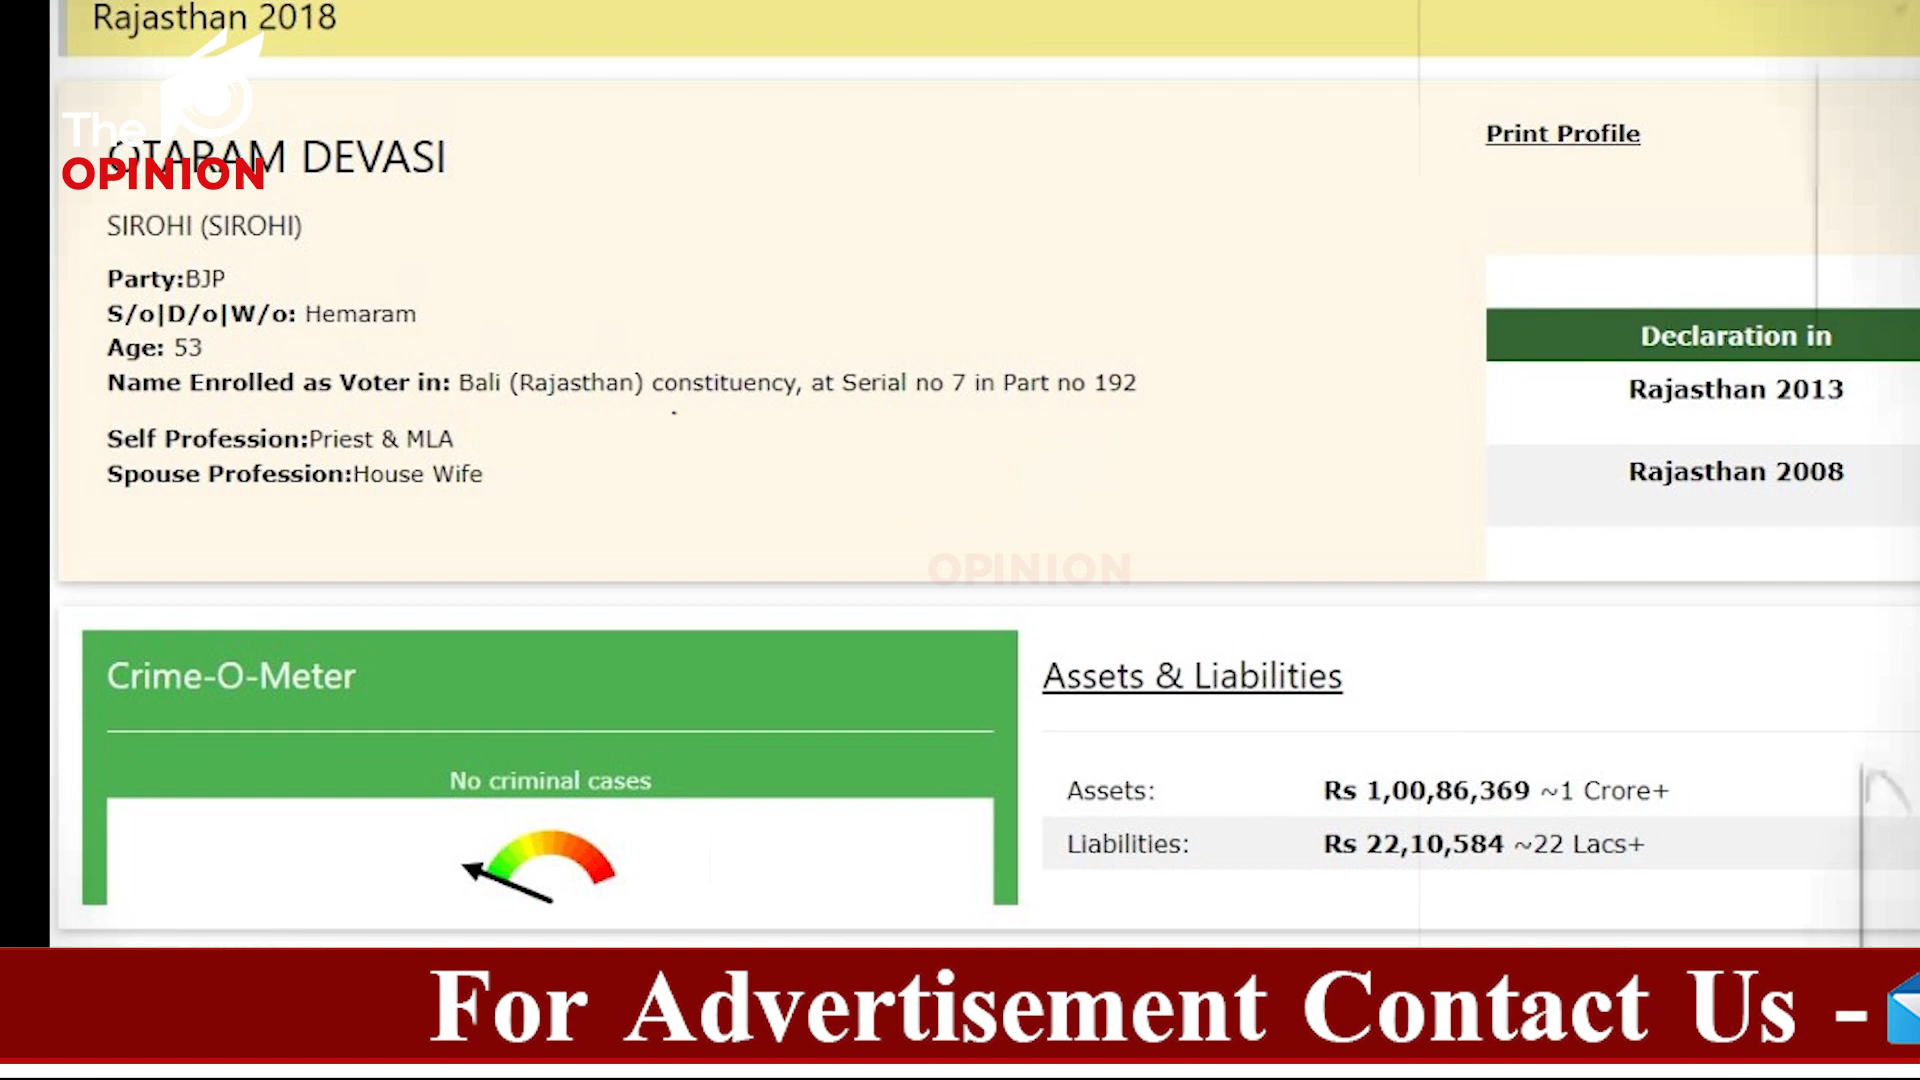 Rajasthan 2018
The
OPINION
OTARAM DEVASI
SIROHI (SIROHI)
Party:BJP
S/o|D/o|W/o: Hemaram
Age: 53
Name Enrolled as Voter in: Bali (Rajasthan) constituency, at Serial no 7 in Part no 192
Self Profession:Priest & MLA
Spouse Profession:House Wife
Print Profile
Declaration in
Rajasthan 2013
Rajasthan 2008
OPINION
Crime-O-Meter
No criminal cases
Assets & Liabilities
Assets: Rs 1,00,86,369 ~1 Crore+
Liabilities: Rs 22,10,584 ~22 Lacs+
For Advertisement Contact Us -